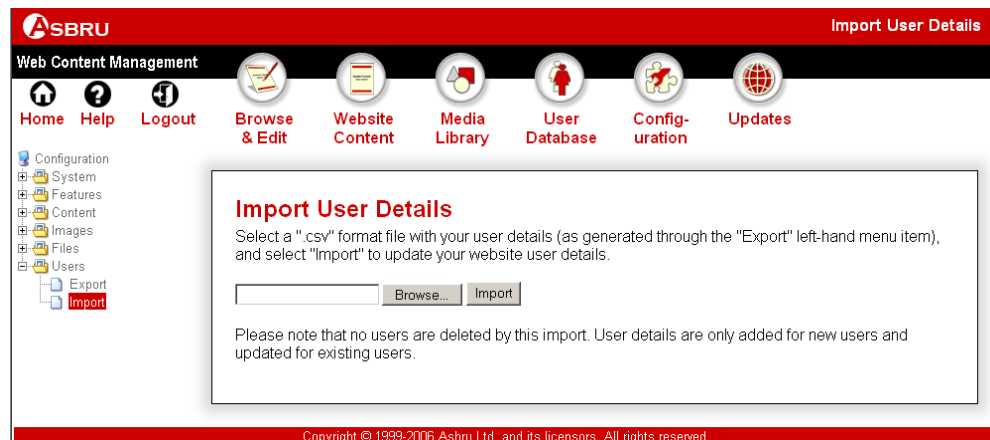 ASBRU
Import User Details
Web Content Management
Home Help Logout
Browse & Edit
Website Content
Media Library
User Database
Config-uration
Updates
Configuration
System
Features
Content
Images
Files
Users
Export
Import
Import User Details
Select a ".csv" format file with your user details (as generated through the "Export" left-hand menu item),
and select "Import" to update your website user details.
Browse... Import
Please note that no users are deleted by this import. User details are only added for new users and
updated for existing users.
Copyright © 1999-2006 Asbru Ltd. and its licensors. All rights reserved.